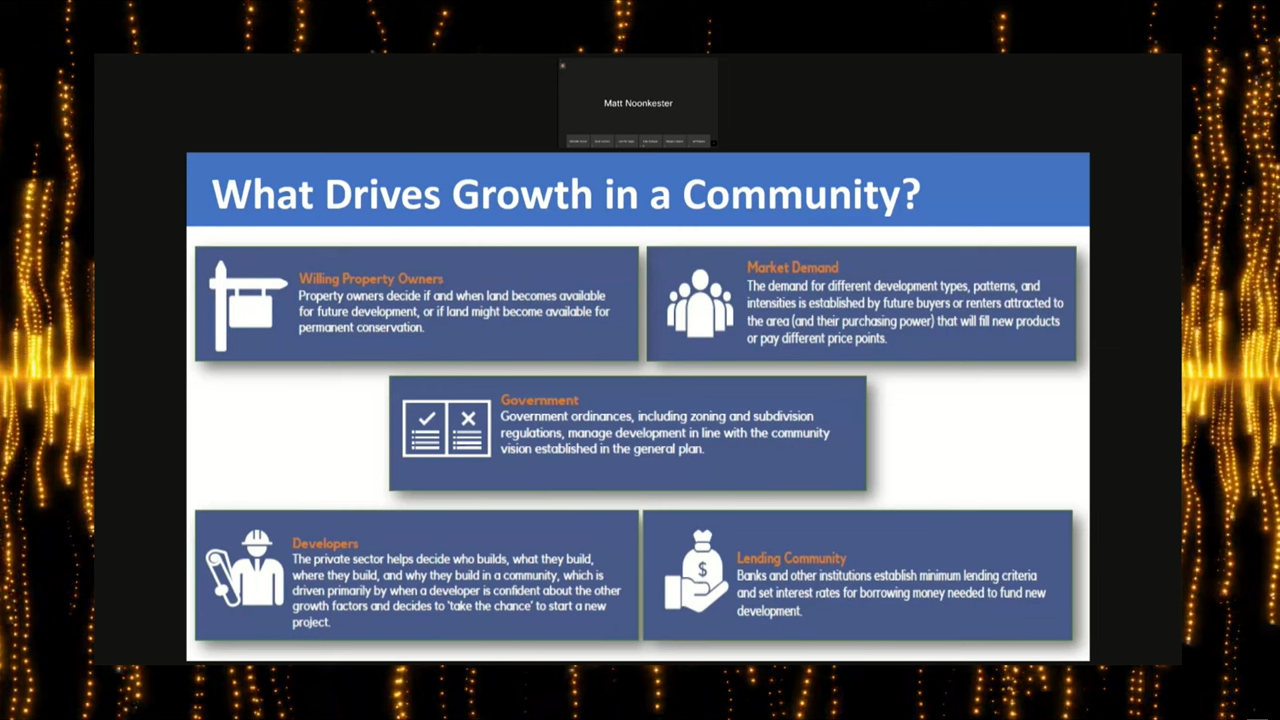 Matt Noonkester
What Drives Growth in a Community?
Willing Property Owners
Property owners decide if and when land becomes available
for future development, or if land might become available for
permanent conservation.
Market Demand
The demand for different development types, patterns, and
intensities is established by future buyers or renters attracted to
the area (and their purchasing power) that will fill new products
or pay different price points.
Government
Government ordinances, including zoning and subdivision
regulations, manage development in line with the community
vision established in the general plan.
Developers
The private sector helps decide who builds, what they build,
where they build, and why they build in a community, which is
driven primarily by when a developer is confident about the other
growth factors and decides to 'take the chance' to start a new
project.
$
Lending Community
Banks and other institutions establish minimum lending criteria
and set interest rates for borrowing money needed to fund new
development.